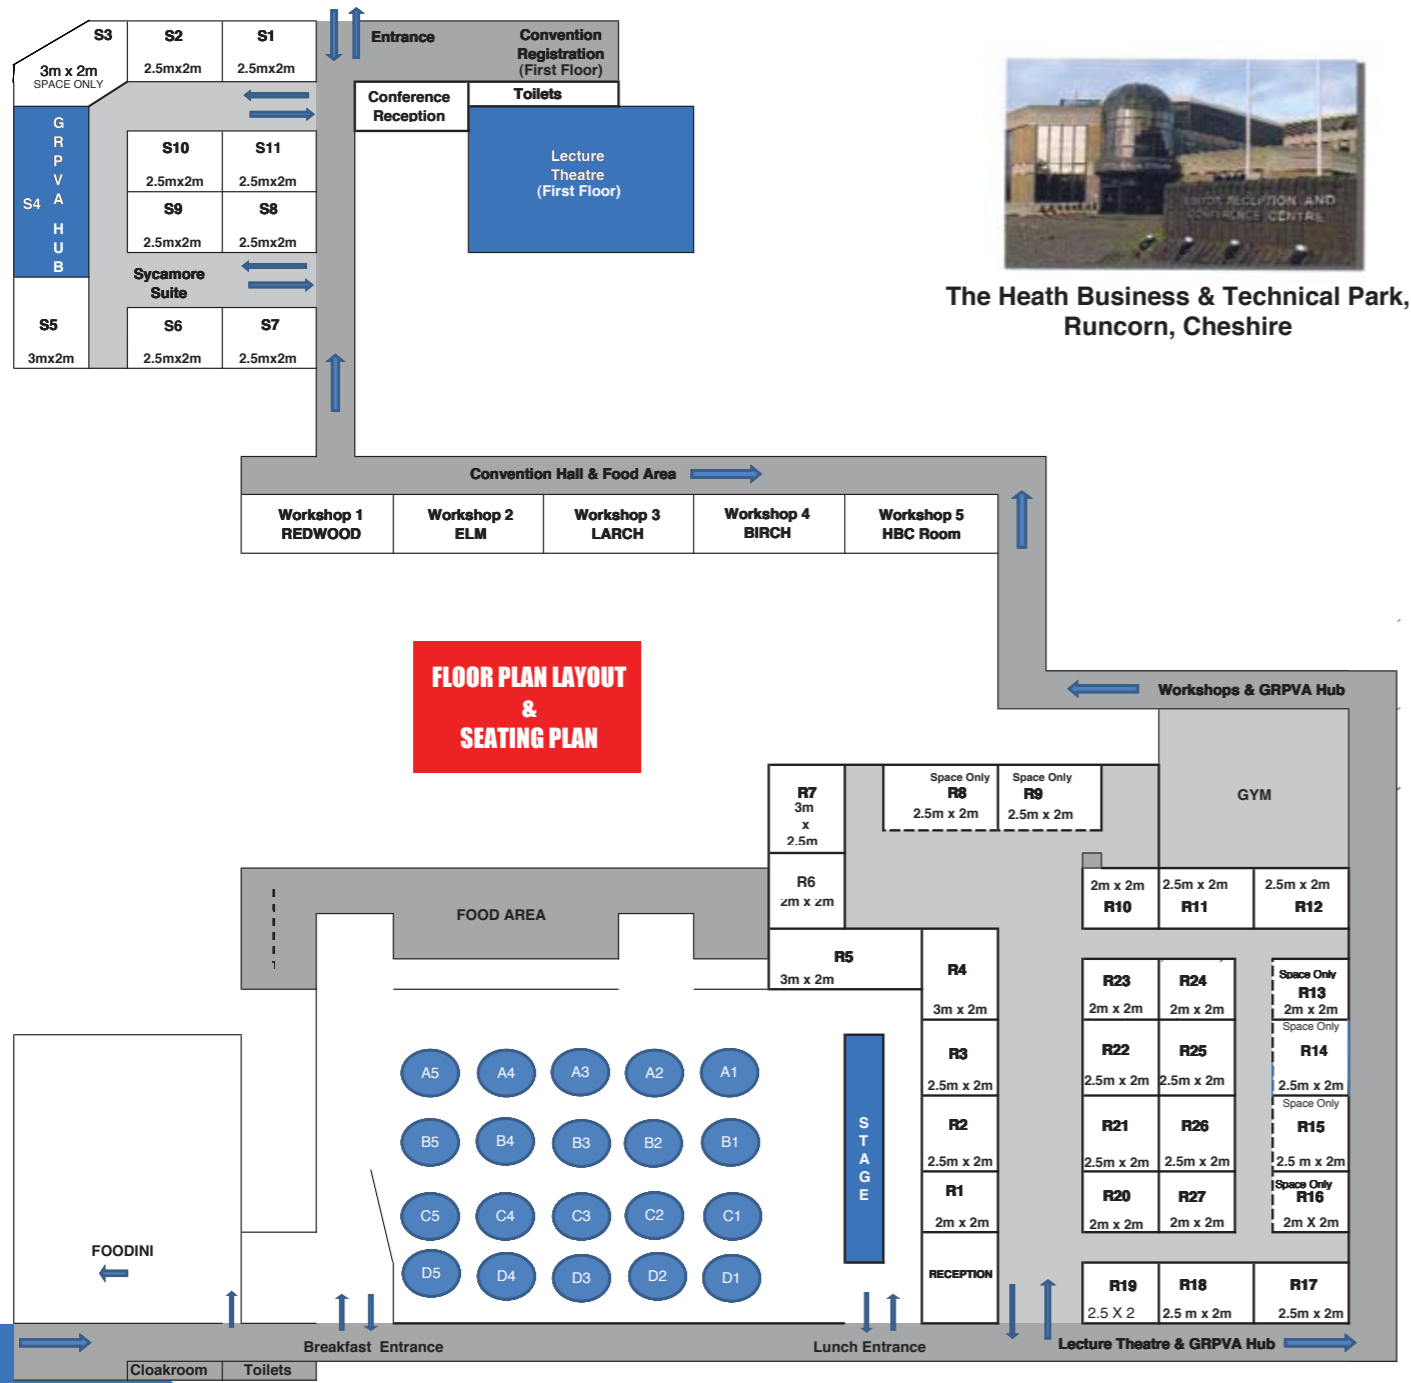 S3
3m x 2m
SPACE ONLY
S2
2.5mx2m
S1
2.5mx2m
Entrance
Convention
Registration
(First Floor)
Conference
Reception
Toilets
Lecture
Theatre
(First Floor)
GRPVA HUB
S4
S10
2.5mx2m
S11
2.5mx2m
S9
2.5mx2m
S8
2.5mx2m
Sycamore
Suite
S5
3mx2m
S6
2.5mx2m
S7
2.5mx2m
RECEPTION AND
CONFERENCE CENTRE
The Heath Business & Technical Park,
Runcorn, Cheshire
Convention Hall & Food Area
Workshop 1
REDWOOD
Workshop 2
ELM
Workshop 3
LARCH
Workshop 4
BIRCH
Workshop 5
HBC Room
FLOOR PLAN LAYOUT
&
SEATING PLAN
Workshops & GRPVA Hub
GYM
R7
3m
x
2.5m
Space Only
R8
2.5m x 2m
Space Only
R9
2.5m x 2m
R6
2m x 2m
2m x 2m
R10
2.5m x 2m
R11
2.5m x 2m
R12
FOOD AREA
R5
3m x 2m
R4
3m x 2m
R23
2m x 2m
R24
2m x 2m
Space Only
R13
2m x 2m
R3
2.5m x 2m
R22
2.5m x 2m
R25
2.5m x 2m
Space Only
R14
2.5m x 2m
R2
2.5m x 2m
R21
2.5m x 2m
R26
2.5m x 2m
Space Only
R15
2.5 m x 2m
R1
2m x 2m
R20
2m x 2m
R27
2m x 2m
Space Only
R16
2m X 2m
RECEPTION
R19
2.5 X 2
R18
2.5 m x 2m
R17
2.5m x 2m
A5 A4 A3 A2 A1
B5 B4 B3 B2 B1
C5 C4 C3 C2 C1
D5 D4 D3 D2 D1
STAGE
FOODINI
Breakfast Entrance
Lunch Entrance
Lecture Theatre & GRPVA Hub
Cloakroom
Toilets